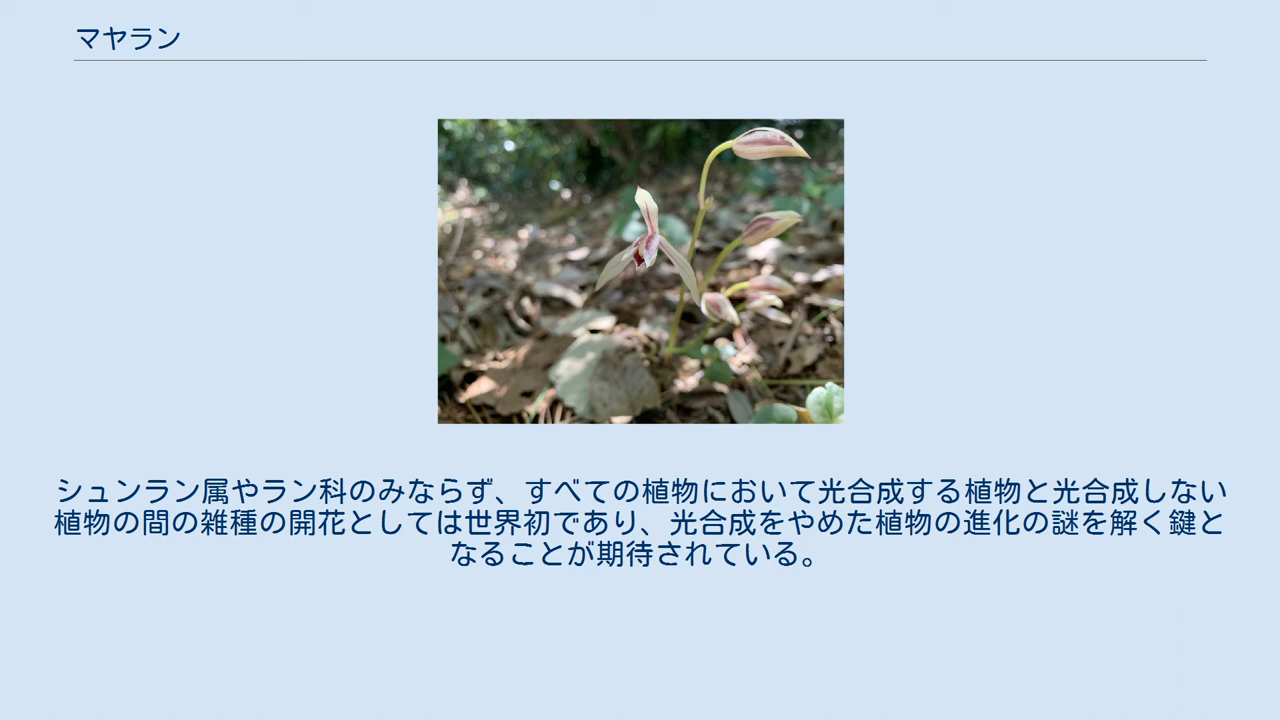 マヤラン
シュンラン属やラン科のみならず、すべての植物において光合成する植物と光合成しない
植物の間の雑種の開花としては世界初であり、光合成をやめた植物の進化の謎を解く鍵と
なることが期待されている。